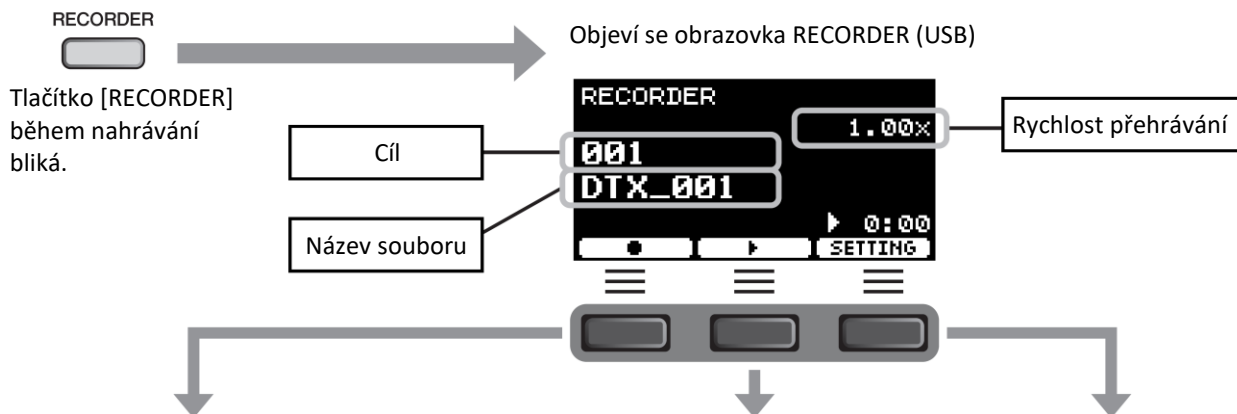 RECORDER
Objeví se obrazovka RECORDER (USB)
Tlačítko [RECORDER]
během nahrávání
bliká.
RECORDER
1.00x
Rychlost přehrávání
Cíl
001
DTX_001
Název souboru
0:00
SETTING